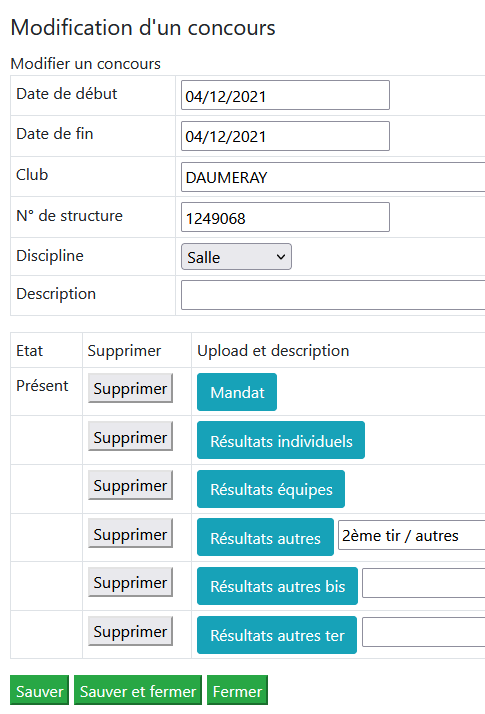 Modification d'un concours
Modifier un concours
Date de début 04/12/2021
Date de fin 04/12/2021
Club DAUMERAY
N° de structure 1249068
Discipline Salle
Description
Etat Supprimer Upload et description
Présent Supprimer Mandat
Supprimer Résultats individuels
Supprimer Résultats équipes
Supprimer Résultats autres 2ème tir / autres
Supprimer Résultats autres bis
Supprimer Résultats autres ter
Sauver Sauver et fermer Fermer